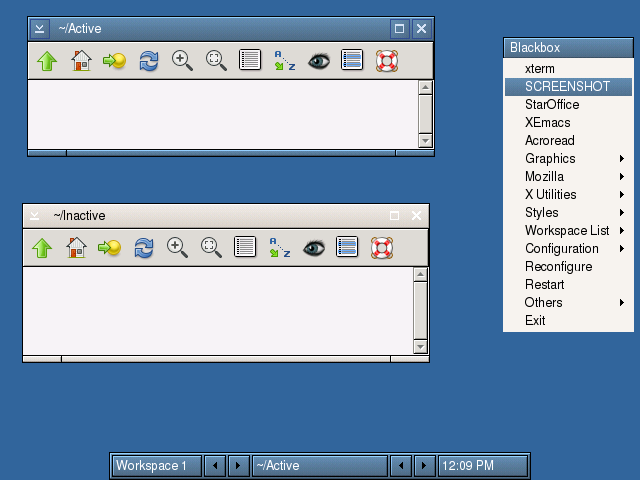 ~/Active
A
Z
~/Inactive
A
Z
Blackbox
xterm
SCREENSHOT
StarOffice
XEmacs
Acroread
Graphics
Mozilla
X Utilities
Styles
Workspace List
Configuration
Reconfigure
Restart
Others
Exit
Workspace 1
~/Active
12:09 PM